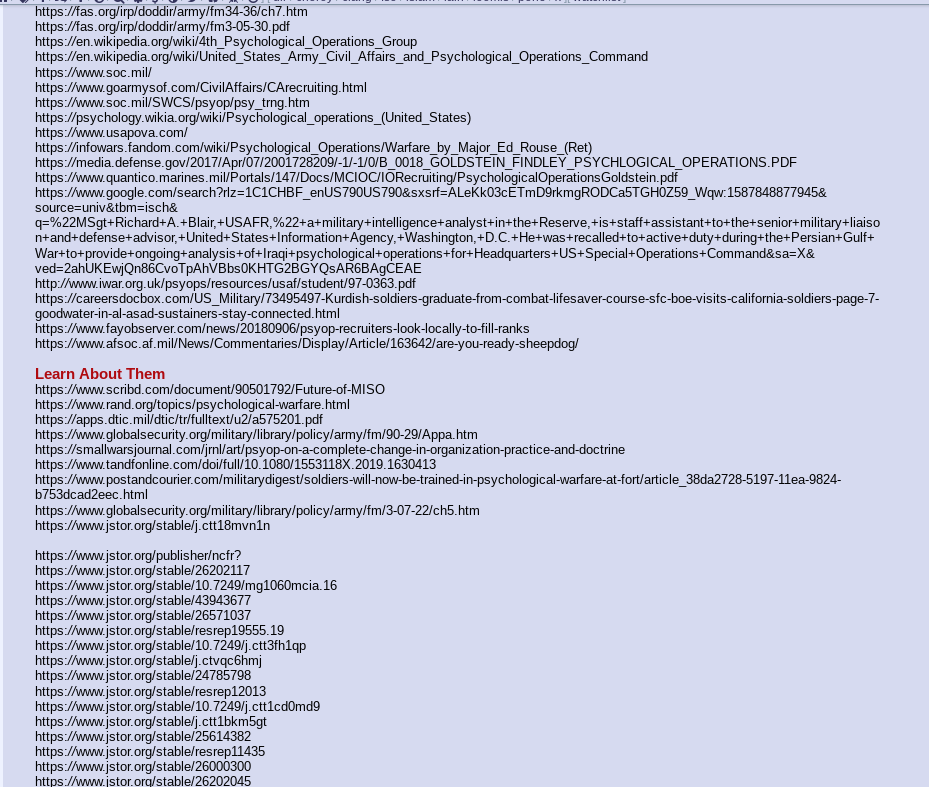 https://fas.org/irp/doddir/army/fm34-36/ch7.htm
https://fas.org/irp/doddir/army/fm3-05-30.pdf
https://en.wikipedia.org/wiki/4th_Psychological_Operations_Group
https://en.wikipedia.org/wiki/United_States_Army_Civil_Affairs_and_Psychological_Operations_Command
https://www.soc.mil/
https://www.goarmysof.com/CivilAffairs/CArecruiting.html
https://www.soc.mil/SWCS/psyop/psy_trng.htm
https://psychology.wikia.org/wiki/Psychological_operations_(United_States)
https://www.usapova.com/
https://infowars.fandom.com/wiki/Psychological_Operations/Warfare_by_Major_Ed_Rouse_(Ret)
https://media.defense.gov/2017/Apr/07/2001728209/-1/-1/0/B_0018_GOLDSTEIN_FINDLEY_PSYCHLOGICAL_OPERATIONS.PDF
https://www.quantico.marines.mil/Portals/147/Docs/MCIOC/IORecruiting/PsychologicalOperationsGoldstein.pdf
https://www.google.com/search?rlz=1C1CHBF_enUS790US790&sxsrf=ALeKk03cETmD9rkmgRODCa5TGH0Z59_Wqw:1587848877945&
source=univ&tbm=isch&
q=%22MSgt+Richard+A.+Blair,+USAFR,%22+a+military+intelligence+analyst+in+the+Reserve,+is+staff+assistant+to+the+senior+military+liaiso
n+and+defense+advisor,+United+States+Information+Agency,+Washington,+D.C.+He+was+recalled+to+active+duty+during+the+Persian+Gulf+
War+to+provide+ongoing+analysis+of+Iraqi+psychological+operations+for+Headquarters+US+Special+Operations+Command&sa=X&
ved=2ahUKEwjQn86CvoTpAhVBbs0KHTG2BGYQsAR6BAgCEAE
http://www.iwar.org.uk/psyops/resources/usaf/student/97-0363.pdf
https://careersdocbox.com/US_Military/73495497-Kurdish-soldiers-graduate-from-combat-lifesaver-course-sfc-boe-visits-california-soldiers-page-7-
goodwater-in-al-asad-sustainers-stay-connected.html
https://www.fayobserver.com/news/20180906/psyop-recruiters-look-locally-to-fill-ranks
https://www.afsoc.af.mil/News/Commentaries/Display/Article/163642/are-you-ready-sheepdog/
Learn About Them
https://www.scribd.com/document/90501792/Future-of-MISO
https://www.rand.org/topics/psychological-warfare.html
https://apps.dtic.mil/dtic/tr/fulltext/u2/a575201.pdf
https://www.globalsecurity.org/military/library/policy/army/fm/90-29/Appa.htm
https://smallwarsjournal.com/jrnl/art/psyop-on-a-complete-change-in-organization-practice-and-doctrine
https://www.tandfonline.com/doi/full/10.1080/1553118X.2019.1630413
https://www.postandcourier.com/militarydigest/soldiers-will-now-be-trained-in-psychological-warfare-at-fort/article_38da2728-5197-11ea-9824-
b753dcad2eec.html
https://www.globalsecurity.org/military/library/policy/army/fm/3-07-22/ch5.htm
https://www.jstor.org/stable/j.ctt18mvn1n
https://www.jstor.org/publisher/ncfr?
https://www.jstor.org/stable/26202117
https://www.jstor.org/stable/10.7249/mg1060mcia.16
https://www.jstor.org/stable/43943677
https://www.jstor.org/stable/26571037
https://www.jstor.org/stable/resrep19555.19
https://www.jstor.org/stable/10.7249/j.ctt3fh1qp
https://www.jstor.org/stable/j.ctvqc6hmj
https://www.jstor.org/stable/24785798
https://www.jstor.org/stable/resrep12013
https://www.jstor.org/stable/10.7249/j.ctt1cd0md9
https://www.jstor.org/stable/j.ctt1bkm5gt
https://www.jstor.org/stable/25614382
https://www.jstor.org/stable/resrep11435
https://www.jstor.org/stable/26000300
https://www.jstor.org/stable/26202045